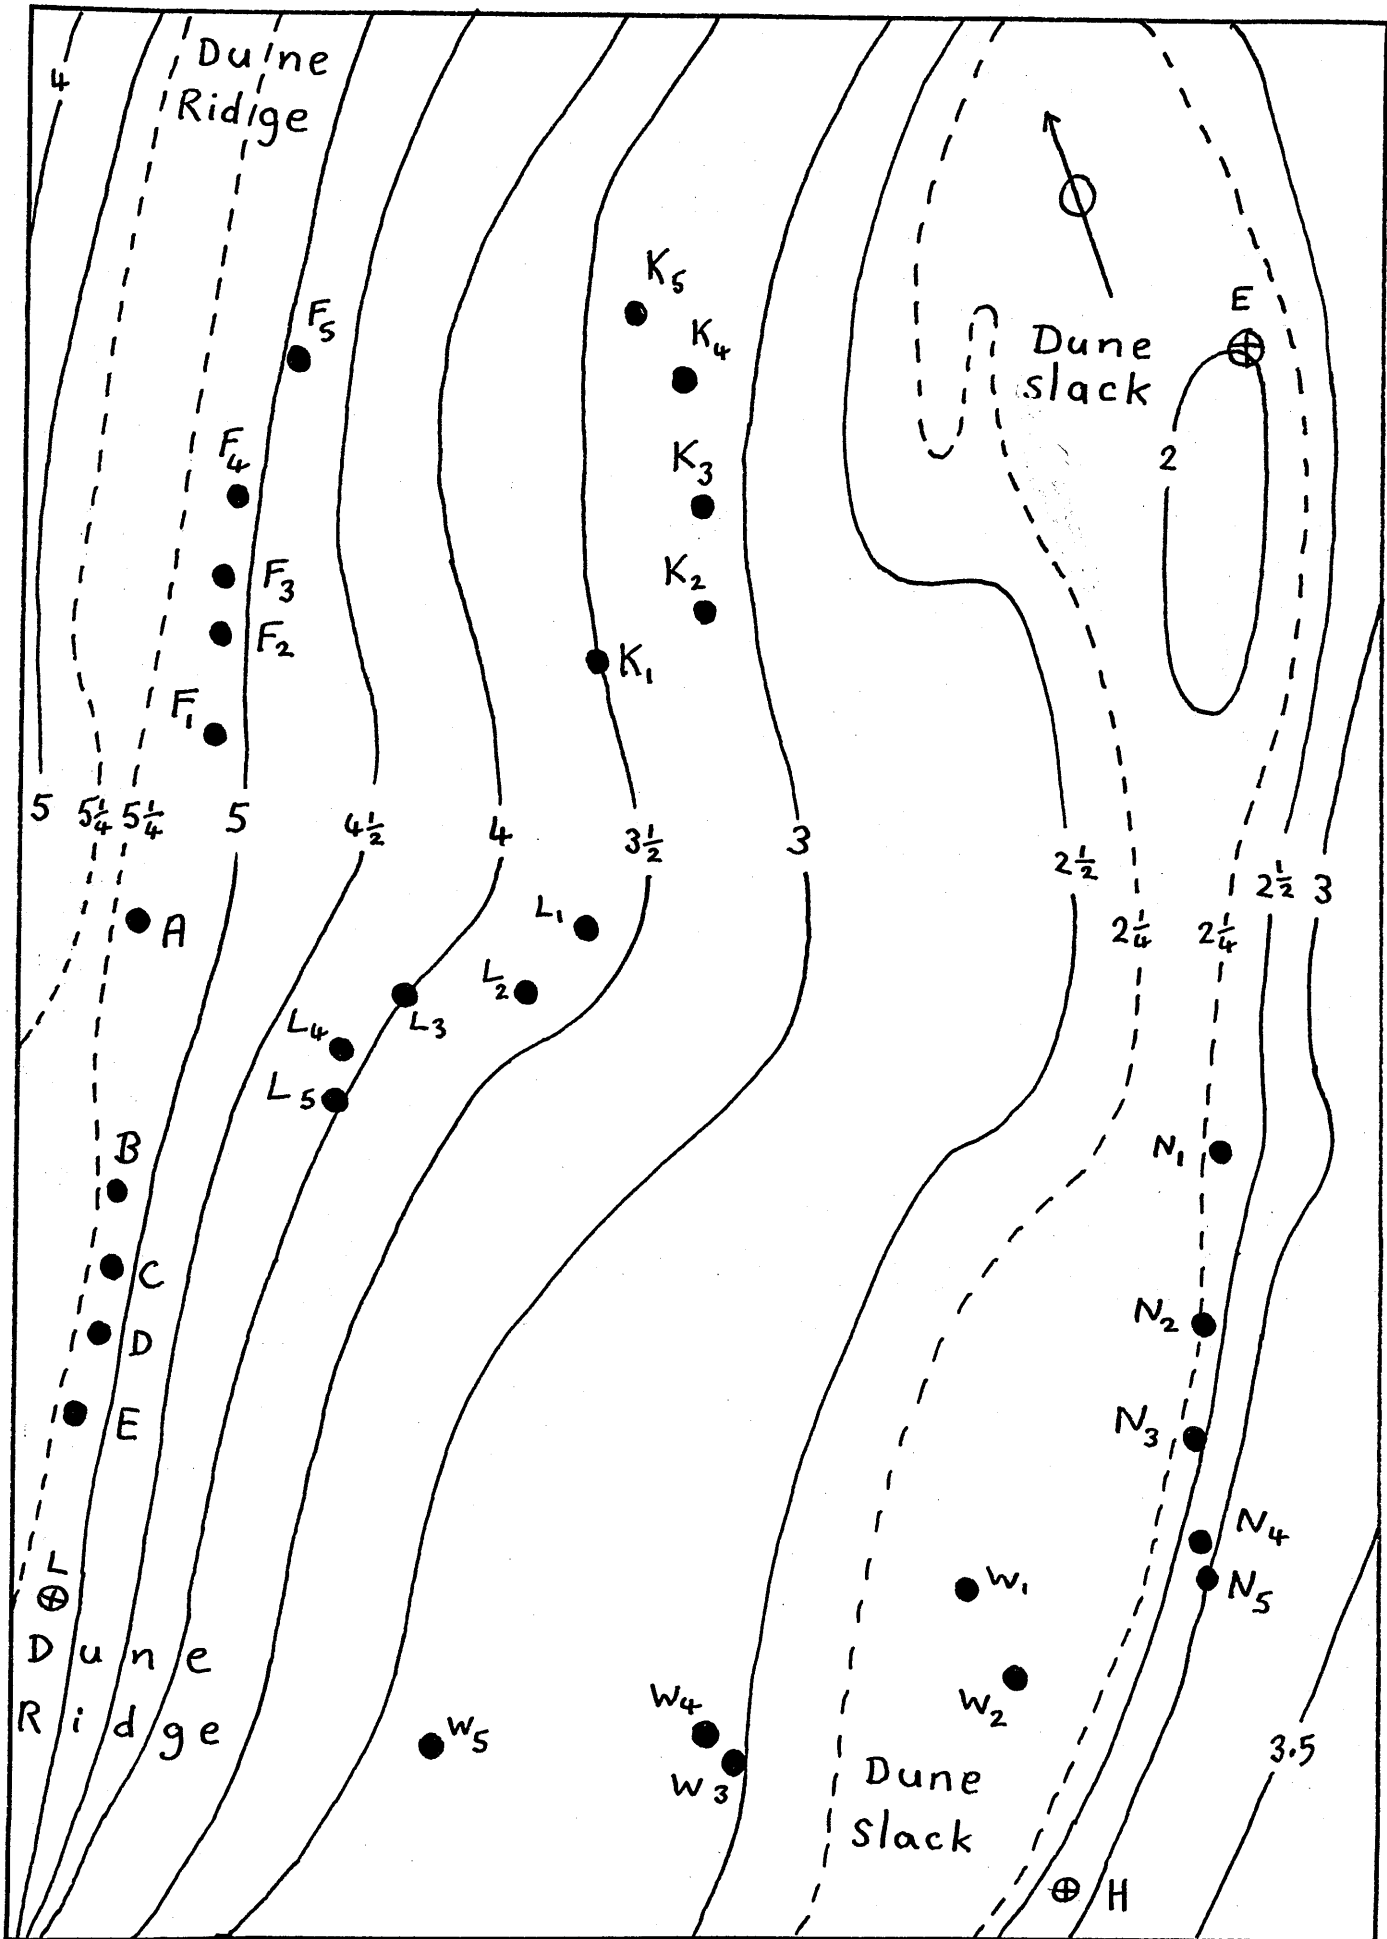 4
Dune
Ridge
K₅
E
F₅
K₄
Dune
slack
F₄
K₃
2
K₂
F₃
F₂
K₁
F₁
5 5¼ 5¼ 5 4½ 4 3½ 3 2½ 2½ 3
A
L₁
2¼ 2¼
L₂
L₃
L₄
L₅
B
N₁
C
N₂
D
E
N₃
L
N₄
W₁
N₅
Dune
Ridge
W₄
W₂
W₅
3.5
W₃
Dune
Slack
H